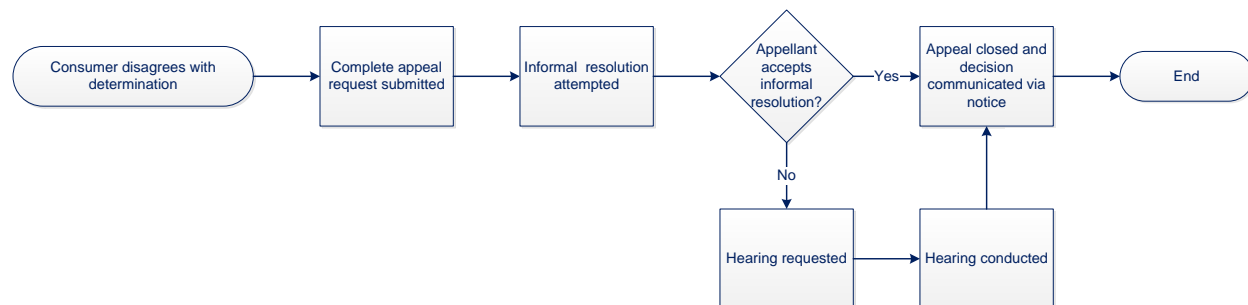 Consumer disagrees with
determination
Complete appeal
request submitted
Informal resolution
attempted
Appellant
accepts
informal
resolution?
Yes
Appeal closed and
decision
communicated via
notice
End
No
Hearing requested
Hearing conducted